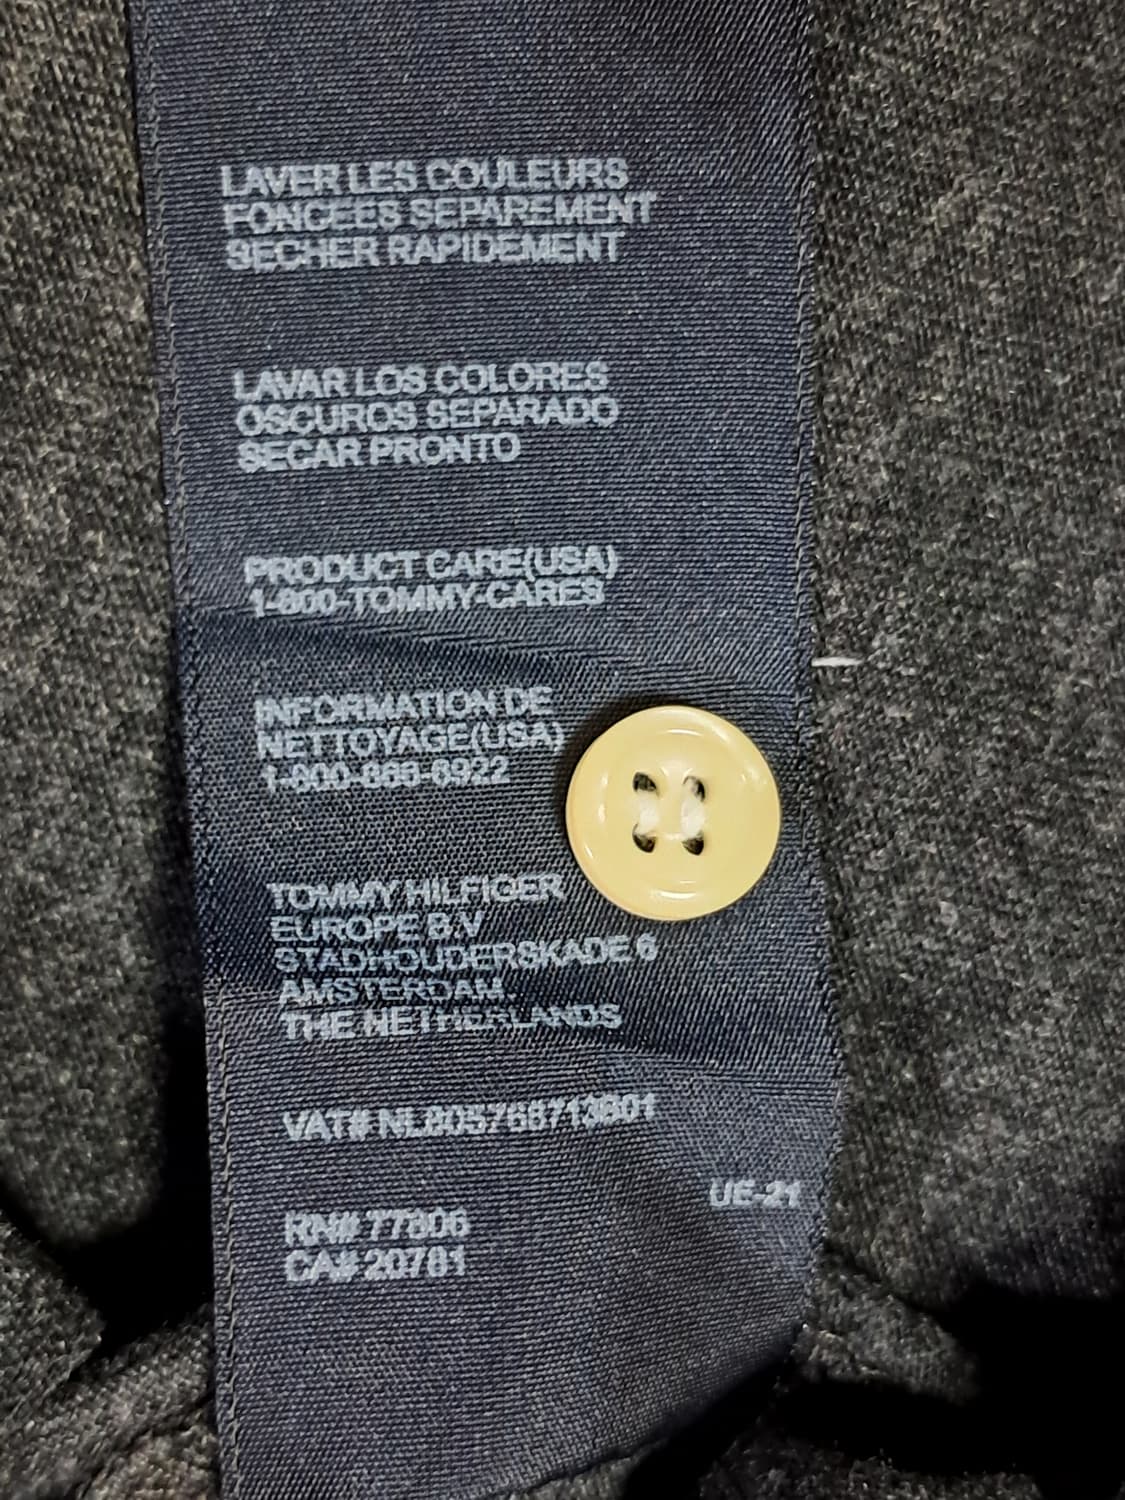 LAVER LES COULEURS
FONCEES SEPAREMENT
SECHER RAPIDEMENT
LAVAR LOS COLORES
OSCUROS SEPARADO
SECAR PRONTO
PRODUCT CARE(USA)
1-800-TOMMY-CARES
INFORMATION DE
NETTOYAGE(USA)
1-800-866-6922
TOMMY HILFIGER
EUROPE B.V
STADHOUDERSKADE 6
AMSTERDAM.
THE NETHERLANDS
VAT# NL805768713B01
UE-21
RN# 77806
CA# 20781